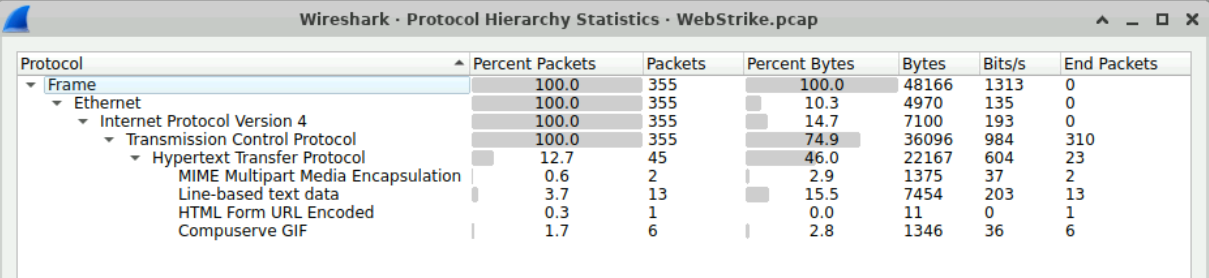 Wireshark · Protocol Hierarchy Statistics · WebStrike.pcap
Protocol Percent Packets Packets Percent Bytes Bytes Bits/s End Packets
Frame 100.0 355 100.0 48166 1313 0
Ethernet 100.0 355 10.3 4970 135 0
Internet Protocol Version 4 100.0 355 14.7 7100 193 0
Transmission Control Protocol 100.0 355 74.9 36096 984 310
Hypertext Transfer Protocol 12.7 45 46.0 22167 604 23
MIME Multipart Media Encapsulation 0.6 2 2.9 1375 37 2
Line-based text data 3.7 13 15.5 7454 203 13
HTML Form URL Encoded 0.3 1 0.0 11 0 1
Compuserve GIF 1.7 6 2.8 1346 36 6